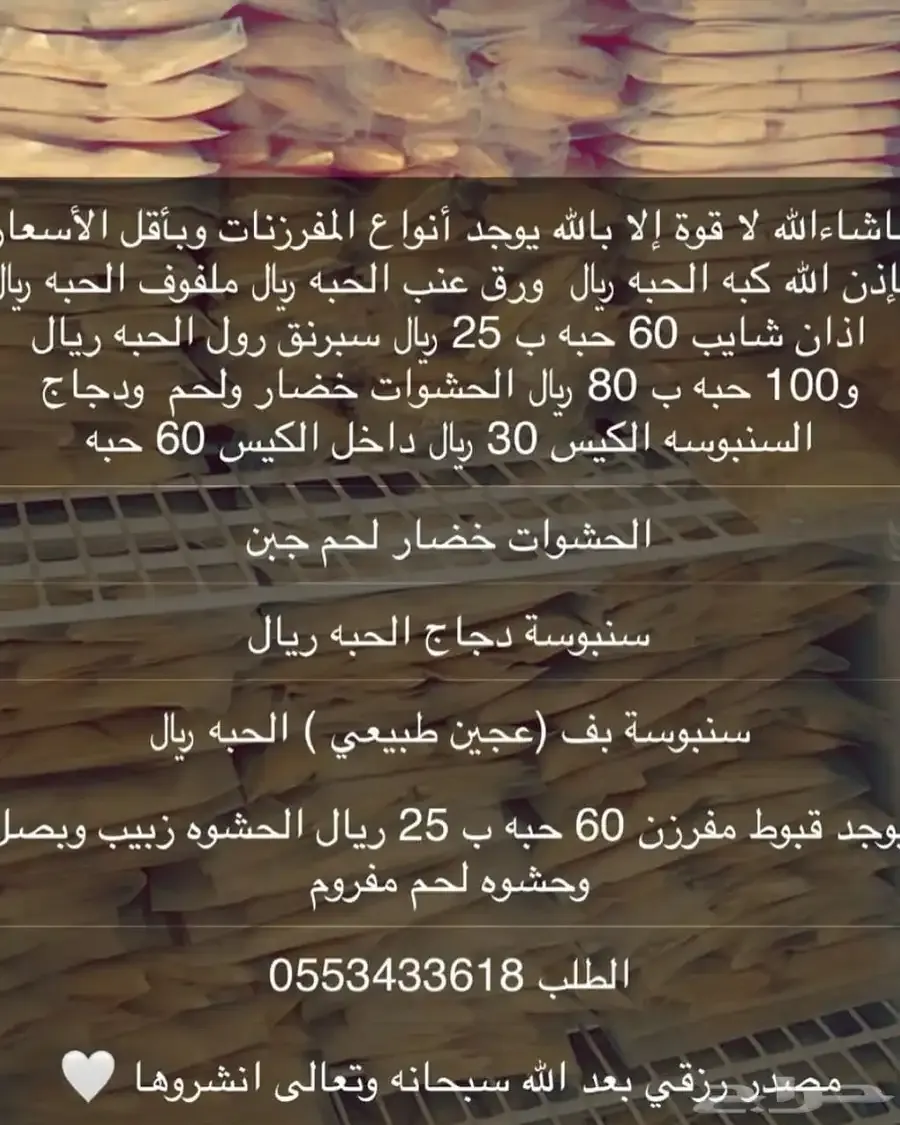 ماشاءالله لا قوة إلا بالله يوجد أنواع المفرزنات وبأقل الأسعار
بإذن الله كبه الحبه ريال ورق عنب الحبه ريال ملفوف الحبه ريال
اذان شايب 60 حبه ب 25 ريال سبرنق رول الحبه ريال
و100 حبه ب 80 ريال الحشوات خضار ولحم ودجاج
السنبوسه الكيس 30 ريال داخل الكيس 60 حبه
الحشوات خضار لحم جبن
سنبوسة دجاج الحبه ريال
سنبوسة بف (عجين طبيعي ) الحبه ريال
يوجد قبوط مفرزن 60 حبه ب 25 ريال الحشوه زبيب وبصل
وحشوه لحم مفروم
الطلب 0553433618
مصدر رزقي بعد الله سبحانه وتعالى انشروها 🤍
حراج